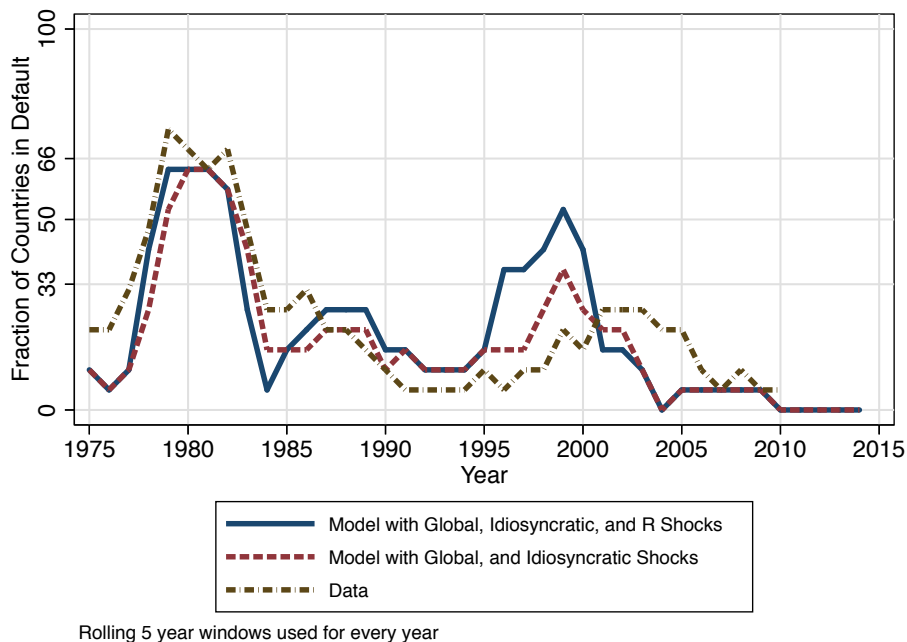 Fraction of Countries in Default
100
66
50
33
0
1975 1980 1985 1990 1995 2000 2005 2010 2015
Year
Model with Global, Idiosyncratic, and R Shocks
Model with Global, and Idiosyncratic Shocks
Data
Rolling 5 year windows used for every year